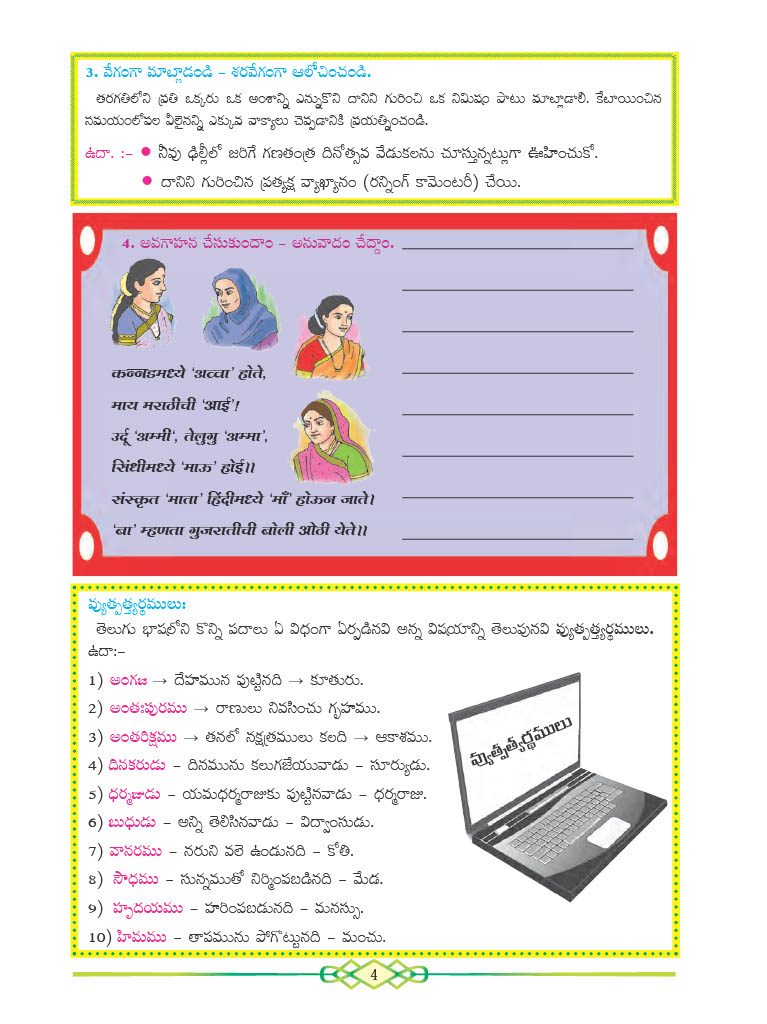 3. వేగంగా మాట్లాడండి – శరవేగంగా ఆలోచించండి.
తరగతిలోని ప్రతి ఒక్కరు ఒక అంశాన్ని ఎన్నుకొని దానిని గురించి ఒక నిమిషం పాటు మాట్లాడాలి. కేటాయించిన
సమయంలోపల వీలైనన్ని ఎక్కువ వాక్యాలు చెప్పడానికి ప్రయత్నించండి.
ఉదా. :– ● నీవు ఢిల్లీలో జరిగే గణతంత్ర దినోత్సవ వేడుకలను చూస్తున్నట్లుగా ఊహించుకో.
● దానిని గురించిన ప్రత్యక్ష వ్యాఖ్యానం (రన్నింగ్ కామెంటరీ) చేయి.
4. అవగాహన చేసుకుందాం – అనువాదం చేద్దాం.
कन्नडमध्ये ‘अव्वा’ होते,
माय मराठीची ‘आई’!
उर्दू ‘अम्मी‘, तेलुगु ‘अम्मा’,
सिंधीमध्ये ‘माऊ’ होई।।
संस्कृत ‘माता’ हिंदीमध्ये ‘माँ’ होऊन जाते।
‘बा’ म्हणता गुजरातीची बोली ओठी येते।।
వ్యుత్పత్త్యర్థములు:
తెలుగు భాషలోని కొన్ని పదాలు ఏ విధంగా ఏర్పడినవి అన్న విషయాన్ని తెలుపునవి వ్యుత్పత్త్యర్థములు.
ఉదా:–
1) అంగజ → దేహమున పుట్టినది → కూతురు.
2) అంతఃపురము → రాణులు నివసించు గృహము.
3) అంతరిక్షము → తనలో నక్షత్రములు కలది → ఆకాశము.
4) దినకరుడు – దినమును కలుగజేయువాడు – సూర్యుడు.
5) ధర్మజుడు – యమధర్మరాజుకు పుట్టినవాడు – ధర్మరాజు.
6) బుధుడు – అన్ని తెలిసినవాడు – విద్వాంసుడు.
7) వానరము – నరుని వలె ఉండునది – కోతి.
8) సౌధము – సున్నముతో నిర్మింపబడినది – మేడ.
9) హృదయము – హరింపబడునది – మనస్సు.
10) హిమము – తాపమును పోగొట్టునది – మంచు.
వ్యుత్పత్యర్థములు
4